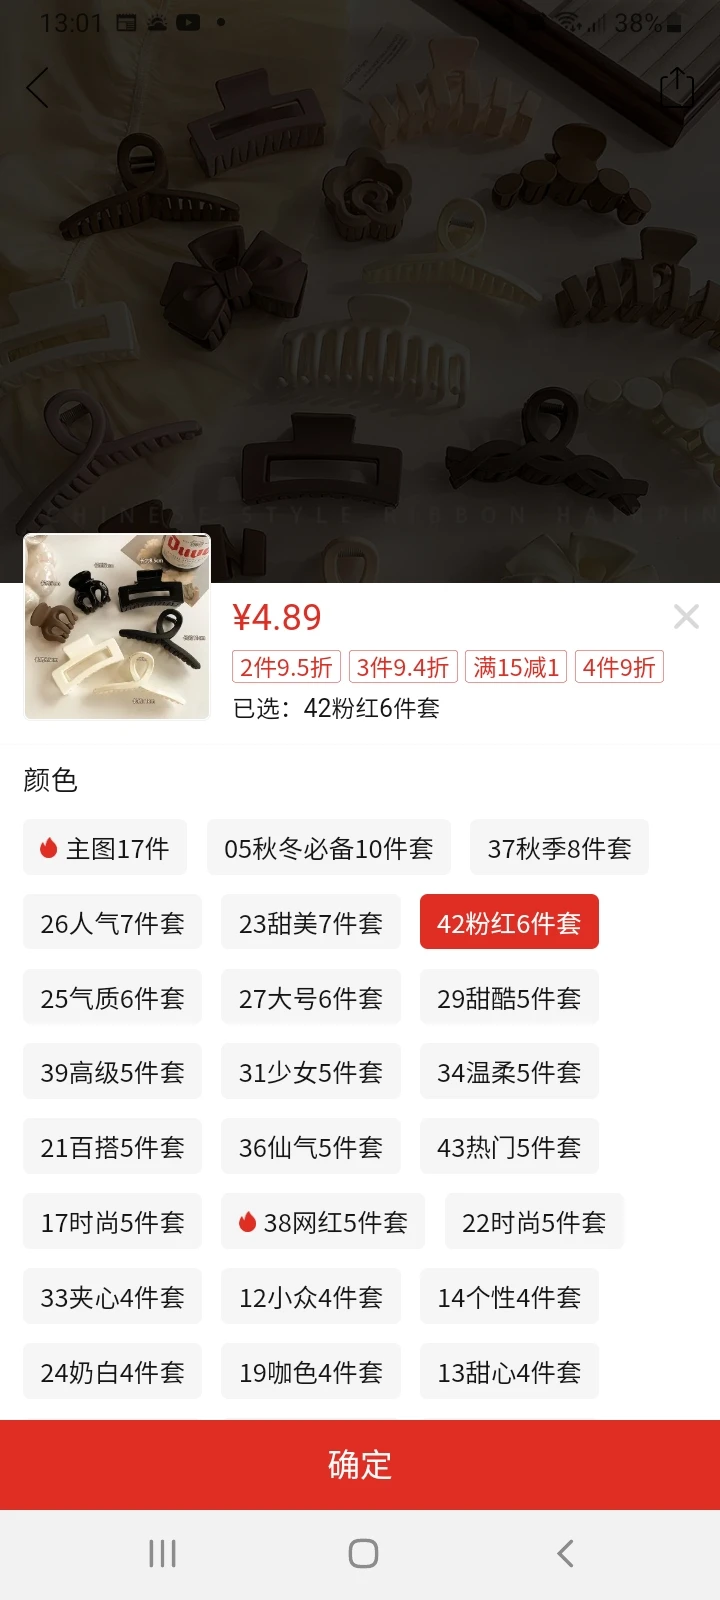 13:01
38%
CHINESE STYLE RIBBON HAIRPIN
¥4.89
2件9.5折 3件9.4折 满15减1 4件9折
已选：42粉红6件套
颜色
主图17件 05秋冬必备10件套 37秋季8件套
26人气7件套 23甜美7件套 42粉红6件套
25气质6件套 27大号6件套 29甜酷5件套
39高级5件套 31少女5件套 34温柔5件套
21百搭5件套 36仙气5件套 43热门5件套
17时尚5件套 38网红5件套 22时尚5件套
33夹心4件套 12小众4件套 14个性4件套
24奶白4件套 19咖色4件套 13甜心4件套
确定